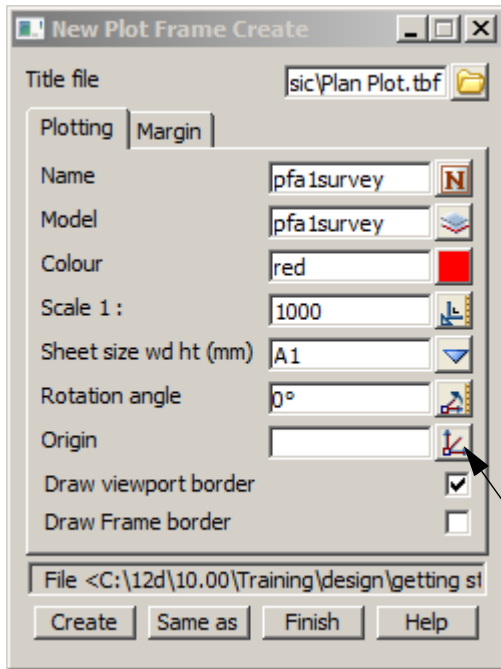 New Plot Frame Create
Title file sic\Plan Plot.tbf
Plotting Margin
Name pfa1survey N
Model pfa1survey
Colour red
Scale 1 : 1000
Sheet size wd ht (mm) A1
Rotation angle 0°
Origin
Draw viewport border
Draw Frame border
File <C:\12d\10.00\Training\design\getting st
Create Same as Finish Help